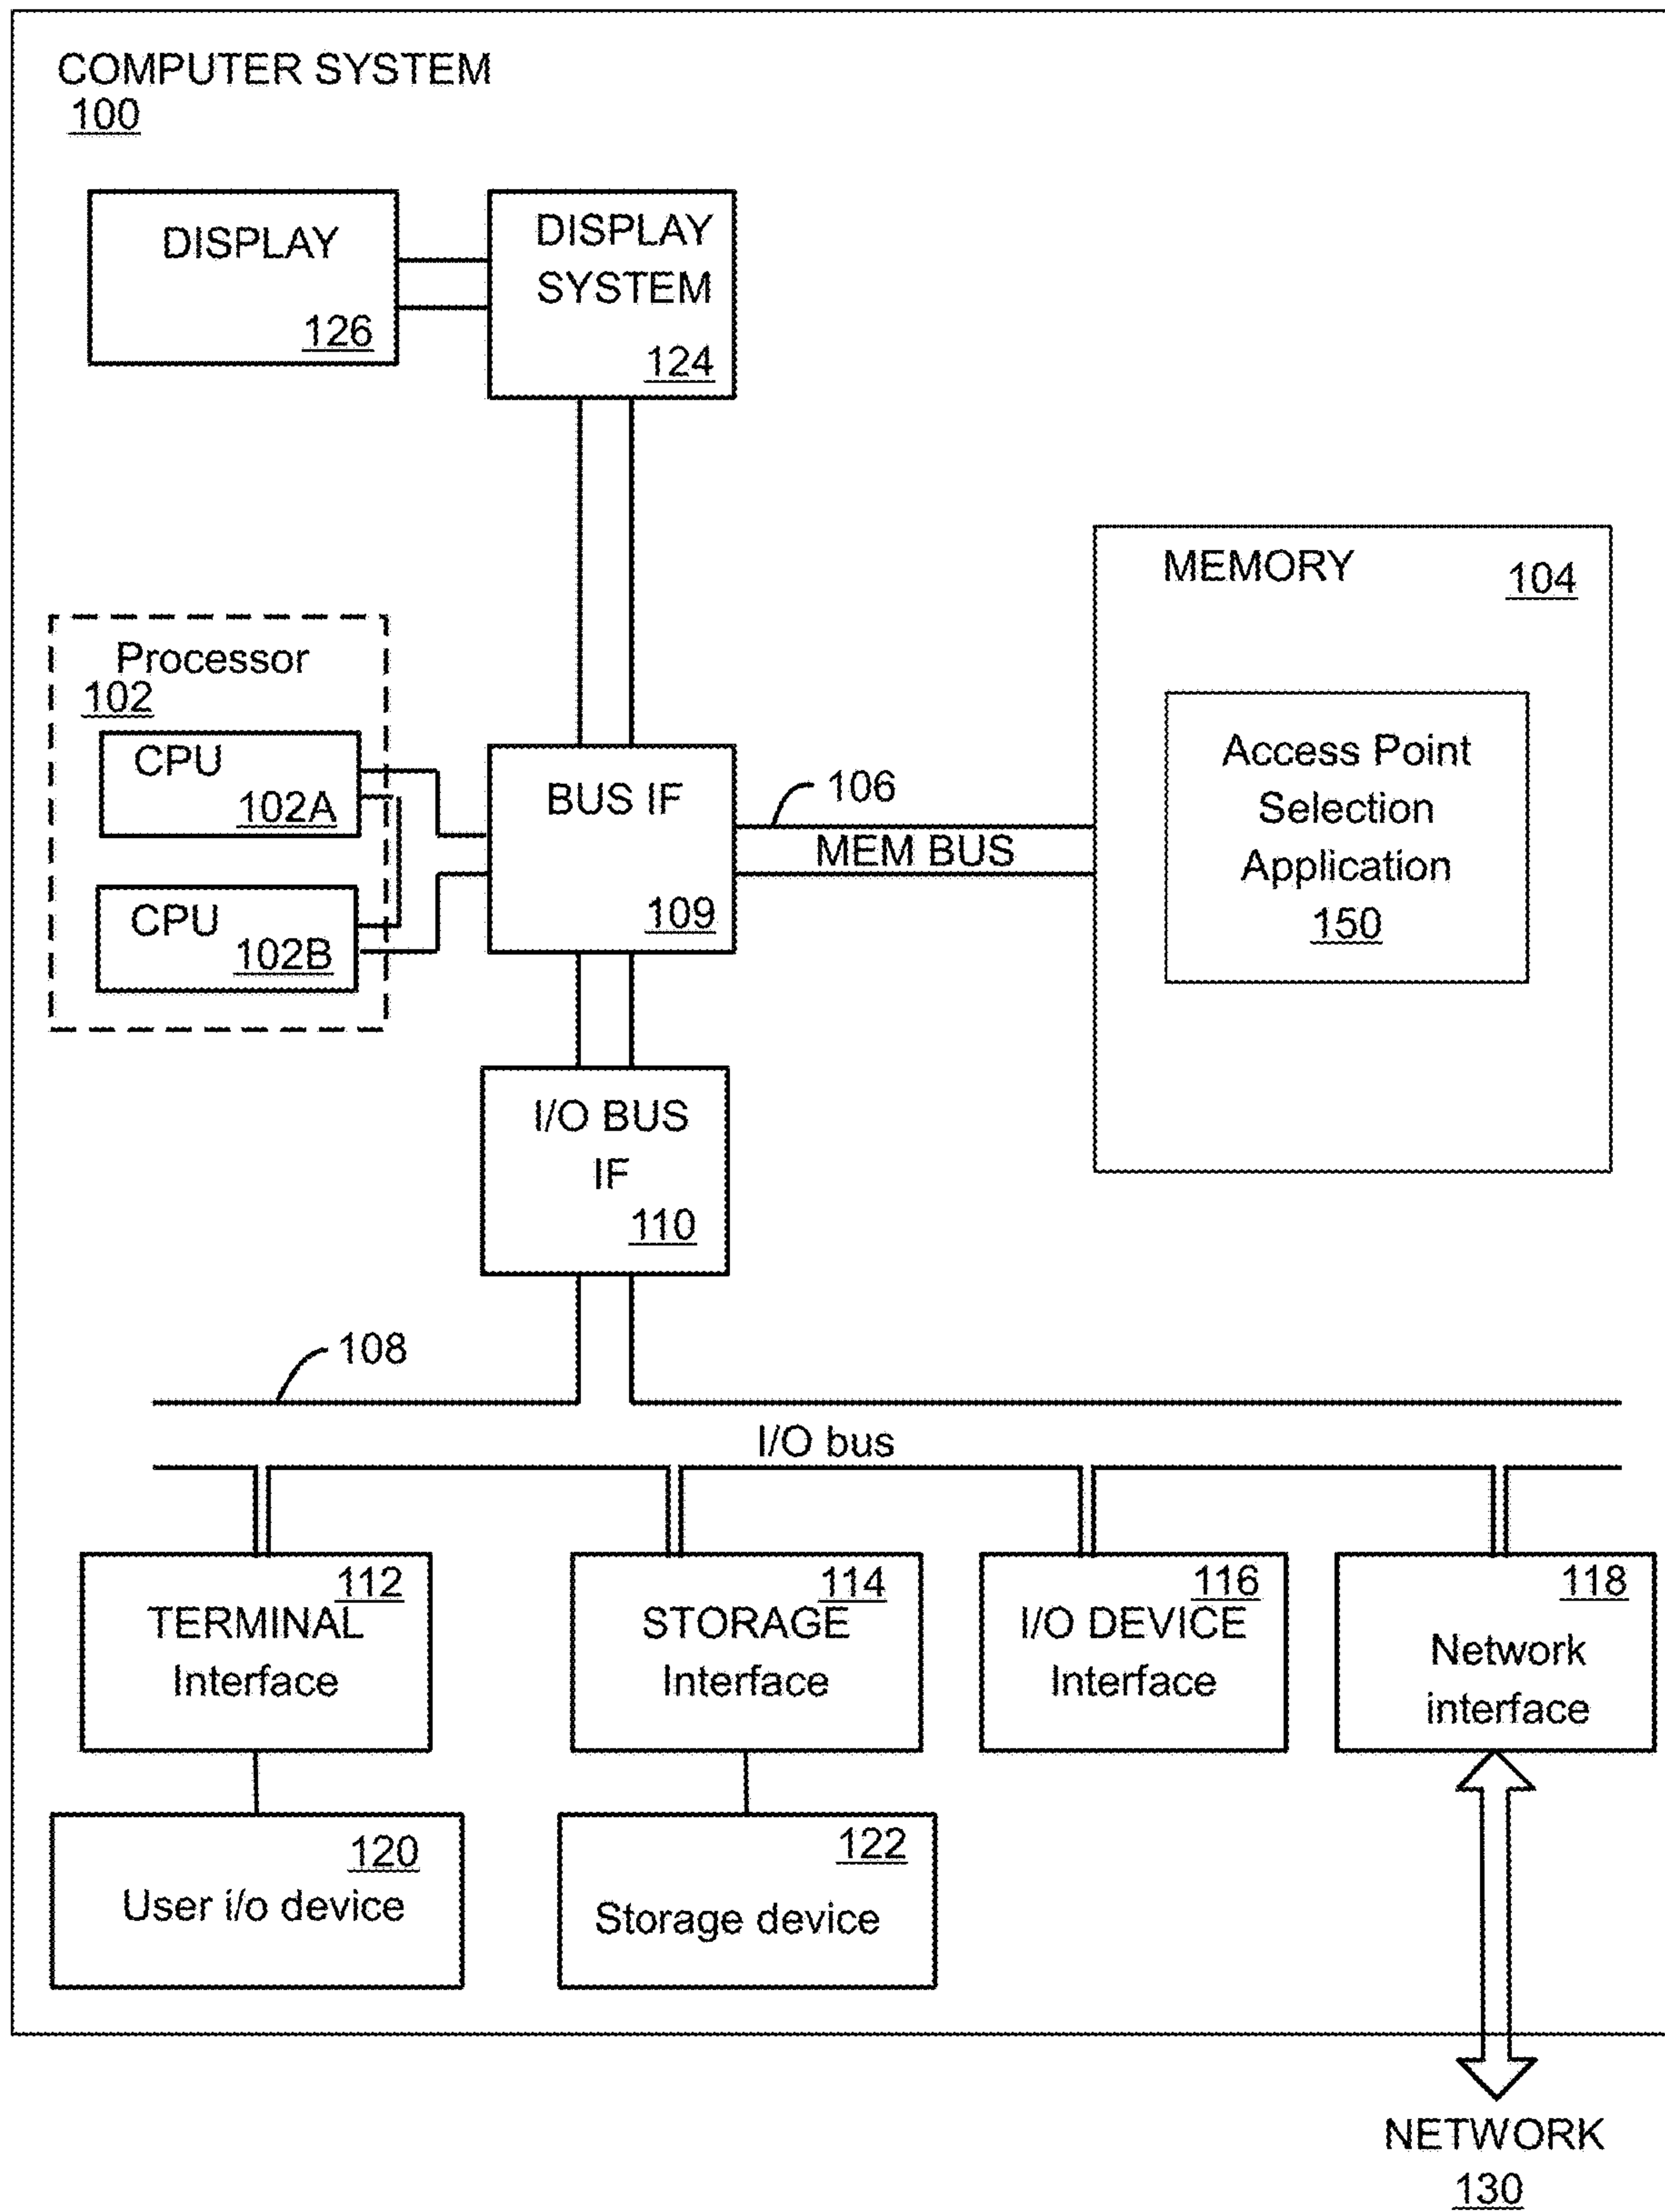 COMPUTER SYSTEM
100
DISPLAY
126
DISPLAY
SYSTEM
124
MEMORY
104
Access Point
Selection
Application
150
Processor
102
CPU
102A
CPU
102B
BUS IF
109
106
MEM BUS
I/O BUS
IF
110
108
I/O bus
112
TERMINAL
Interface
114
STORAGE
Interface
116
I/O DEVICE
Interface
118
Network
interface
120
User i/o device
122
Storage device
NETWORK
130